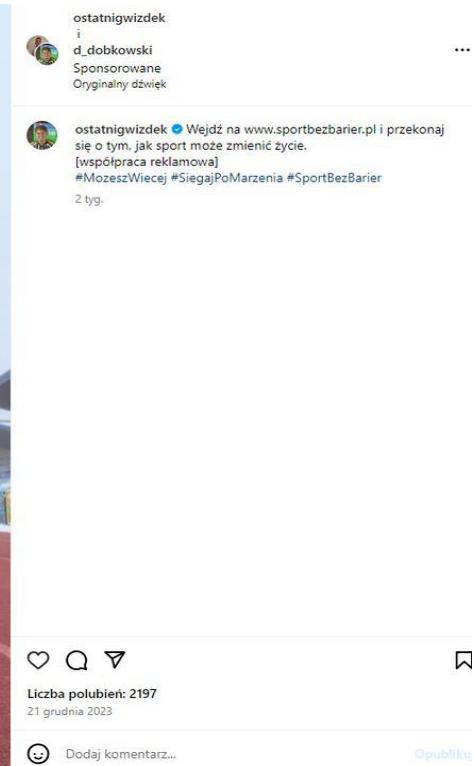 ostatnigwizdek
i
d_dobkowski
Sponsorowane
Oryginalny dźwięk
ostatnigwizdek Wejdź na www.sportbezbarier.pl i przekonaj
się o tym, jak sport może zmienić życie.
[współpraca reklamowa]
#MozeszWiecej #SiegajPoMarzenia #SportBezBarier
2 tyg.
Liczba polubień: 2197
21 grudnia 2023
Dodaj komentarz...
Opublikuj